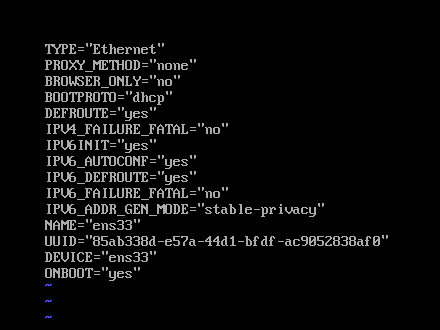 TYPE="Ethernet"
PROXY_METHOD="none"
BROWSER_ONLY="no"
BOOTPROTO="dhcp"
DEFROUTE="yes"
IPV4_FAILURE_FATAL="no"
IPV6INIT="yes"
IPV6_AUTOCONF="yes"
IPV6_DEFROUTE="yes"
IPV6_FAILURE_FATAL="no"
IPV6_ADDR_GEN_MODE="stable-privacy"
NAME="ens33"
UUID="85ab338d-e57a-44d1-bfdf-ac9052838af0"
DEVICE="ens33"
ONBOOT="yes"
~
~
~